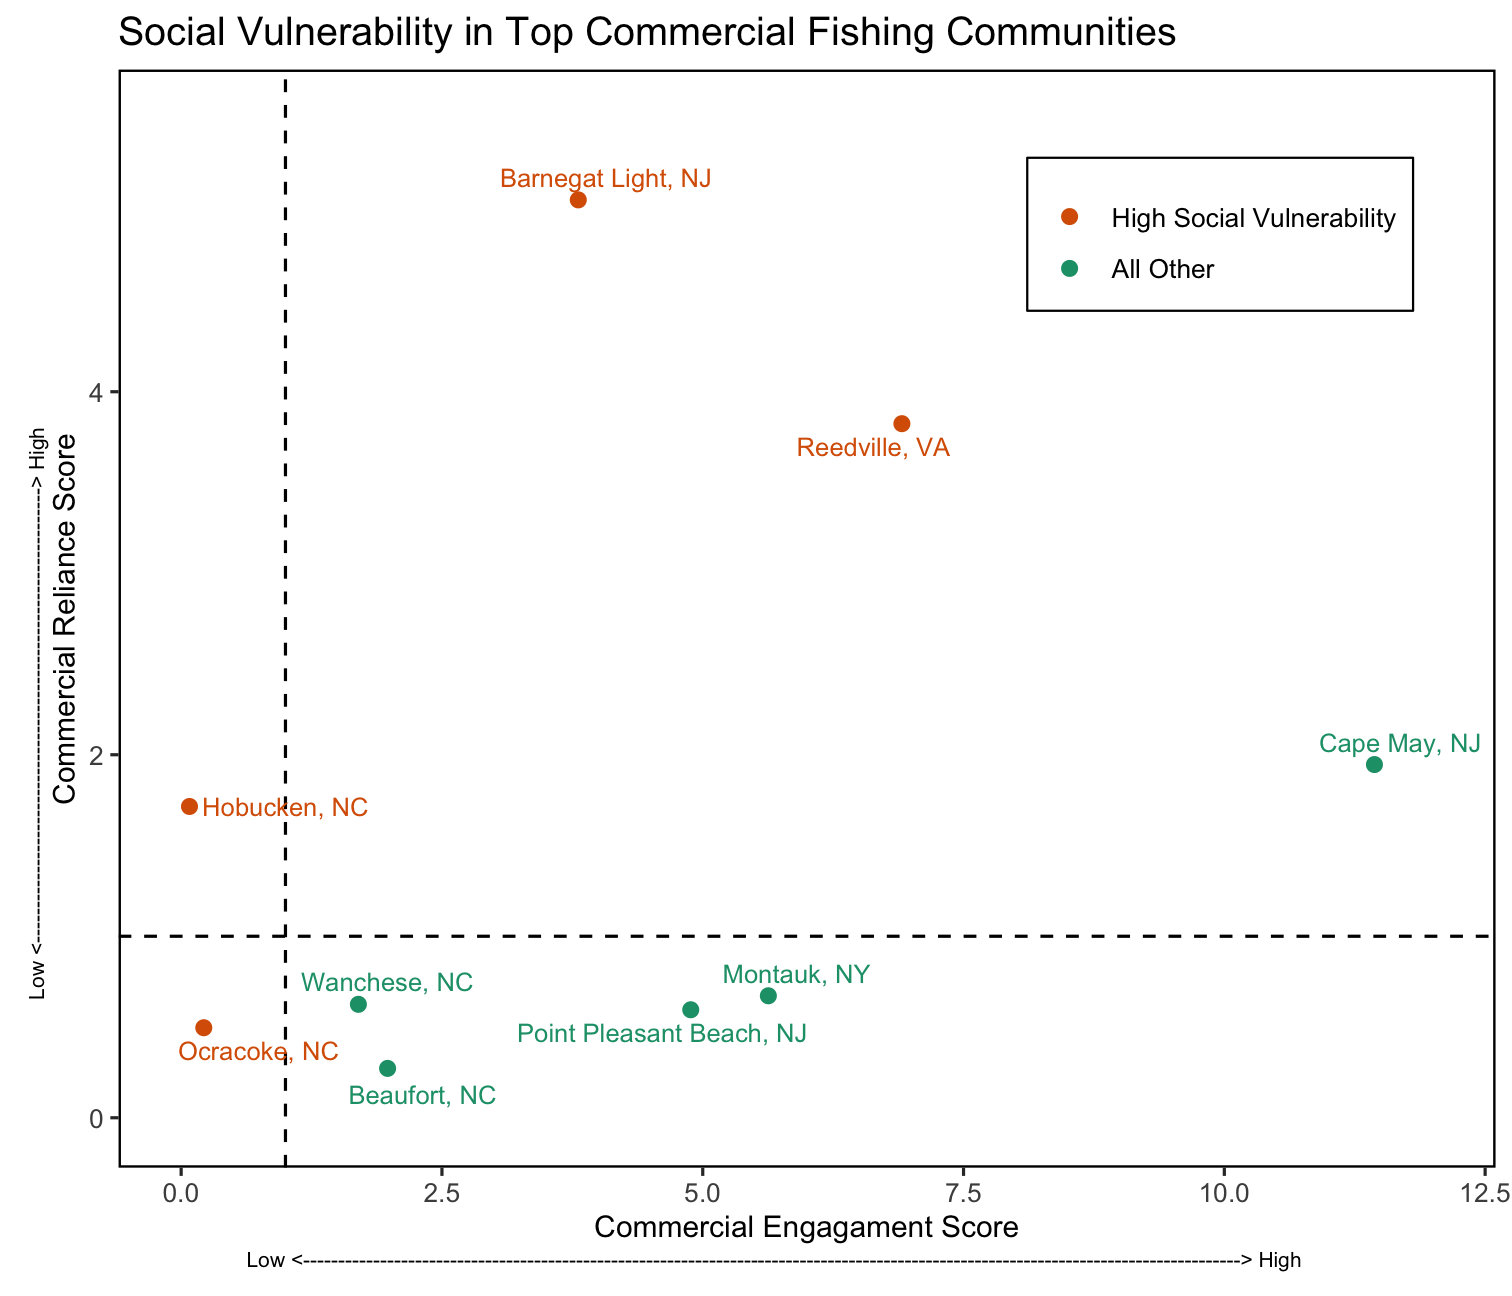 Social Vulnerability in Top Commercial Fishing Communities
Barnegat Light, NJ
High Social Vulnerability
All Other
4
Reedville, VA
Commercial Reliance Score
Low <---------------------------------------------------------------------------> High
Cape May, NJ
2
Hobucken, NC
Wanchese, NC
Montauk, NY
Point Pleasant Beach, NJ
Ocracoke, NC
Beaufort, NC
0
0.0 2.5 5.0 7.5 10.0 12.5
Commercial Engagament Score
Low <---------------------------------------------------------------------------------------------------------------------------------------> High